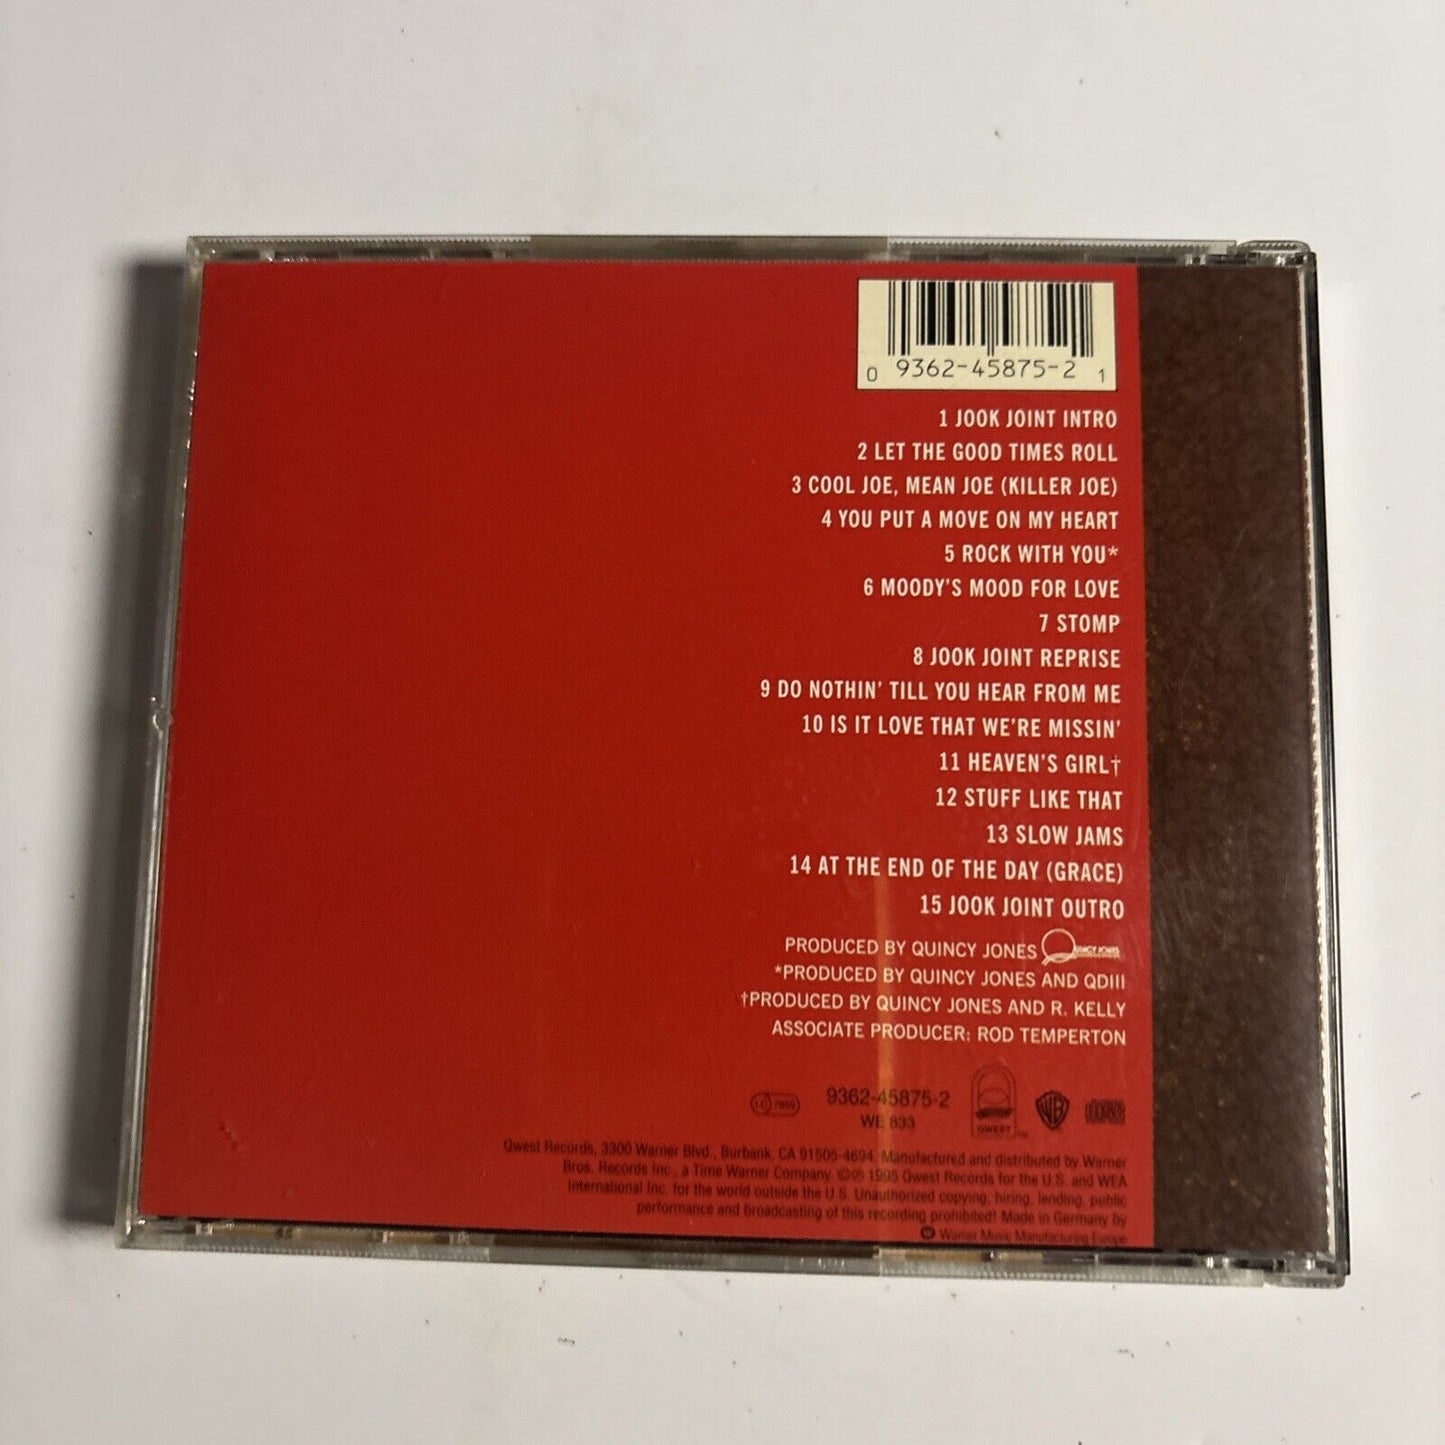 0 9362-45875-2 1
1 JOOK JOINT INTRO
2 LET THE GOOD TIMES ROLL
3 COOL JOE, MEAN JOE (KILLER JOE)
4 YOU PUT A MOVE ON MY HEART
5 ROCK WITH YOU*
6 MOODY'S MOOD FOR LOVE
7 STOMP
8 JOOK JOINT REPRISE
9 DO NOTHIN' TILL YOU HEAR FROM ME
10 IS IT LOVE THAT WE'RE MISSIN'
11 HEAVEN'S GIRL†
12 STUFF LIKE THAT
13 SLOW JAMS
14 AT THE END OF THE DAY (GRACE)
15 JOOK JOINT OUTRO
PRODUCED BY QUINCY JONES QUINCY JONES
*PRODUCED BY QUINCY JONES AND QDIII
†PRODUCED BY QUINCY JONES AND R. KELLY
ASSOCIATE PRODUCER: ROD TEMPERTON
LC 7959
9362-45875-2
WE 833
QWEST TM
WB
Qwest Records, 3300 Warner Blvd., Burbank, CA 91505-4694. Manufactured and distributed by Warner
Bros. Records Inc., a Time Warner Company. ©℗ 1995 Qwest Records for the U.S. and WEA
International Inc. for the world outside the U.S. Unauthorized copying, hiring, lending, public
performance and broadcasting of this recording prohibited! Made in Germany by
Warner Music Manufacturing Europe